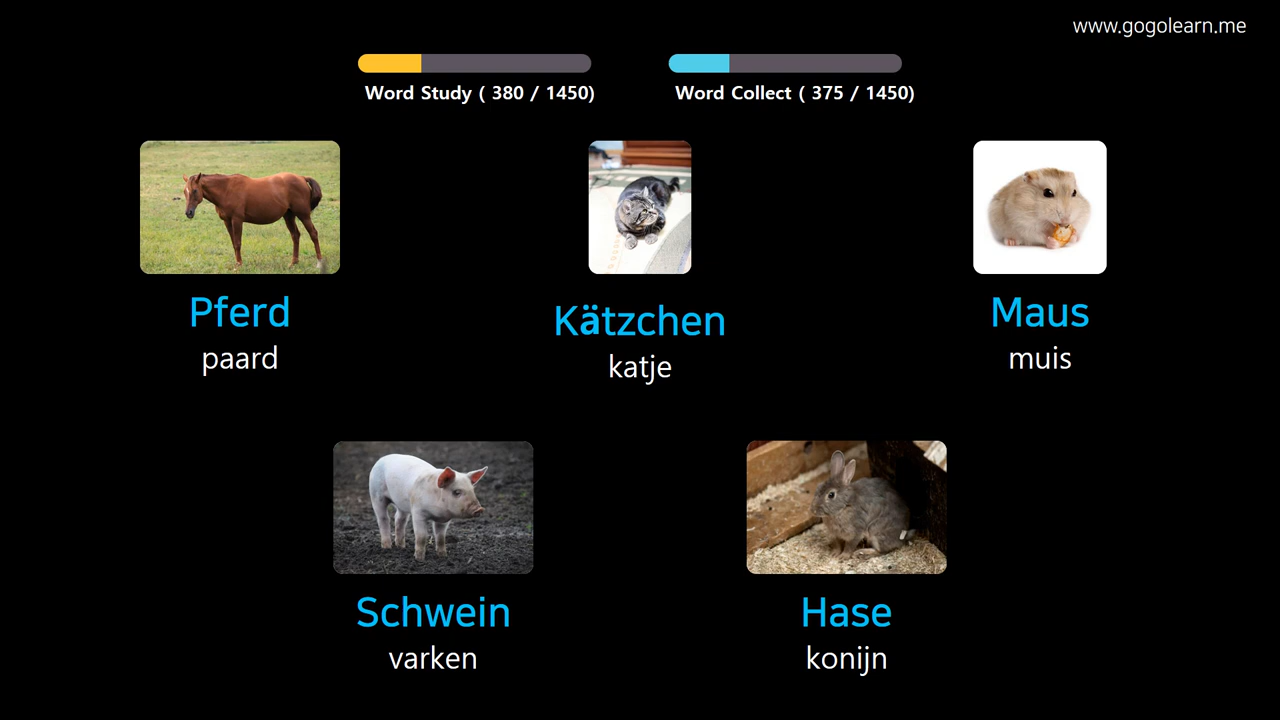 www.gogolearn.me
Word Study ( 380 / 1450)
Word Collect ( 375 / 1450)
Pferd
paard
Kätzchen
katje
Maus
muis
Schwein
varken
Hase
konijn